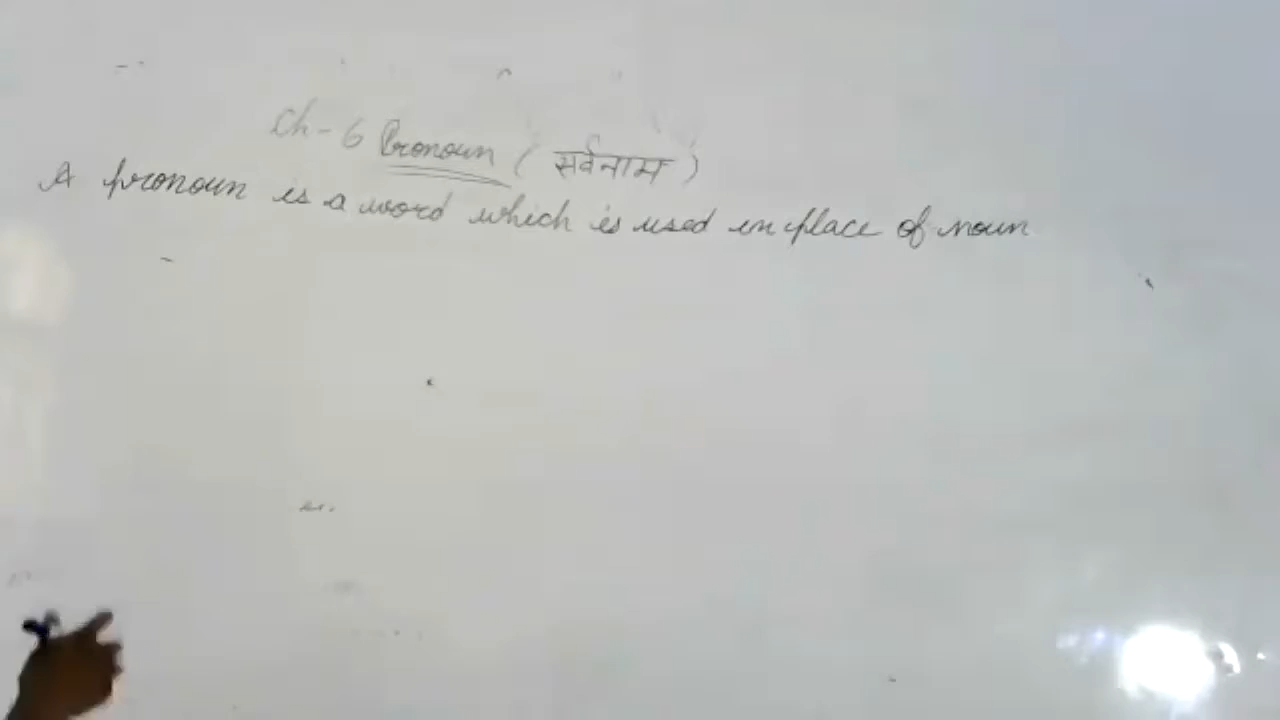 Ch-6 Pronoun (सर्वनाम)
A pronoun is a word which is used in place of noun